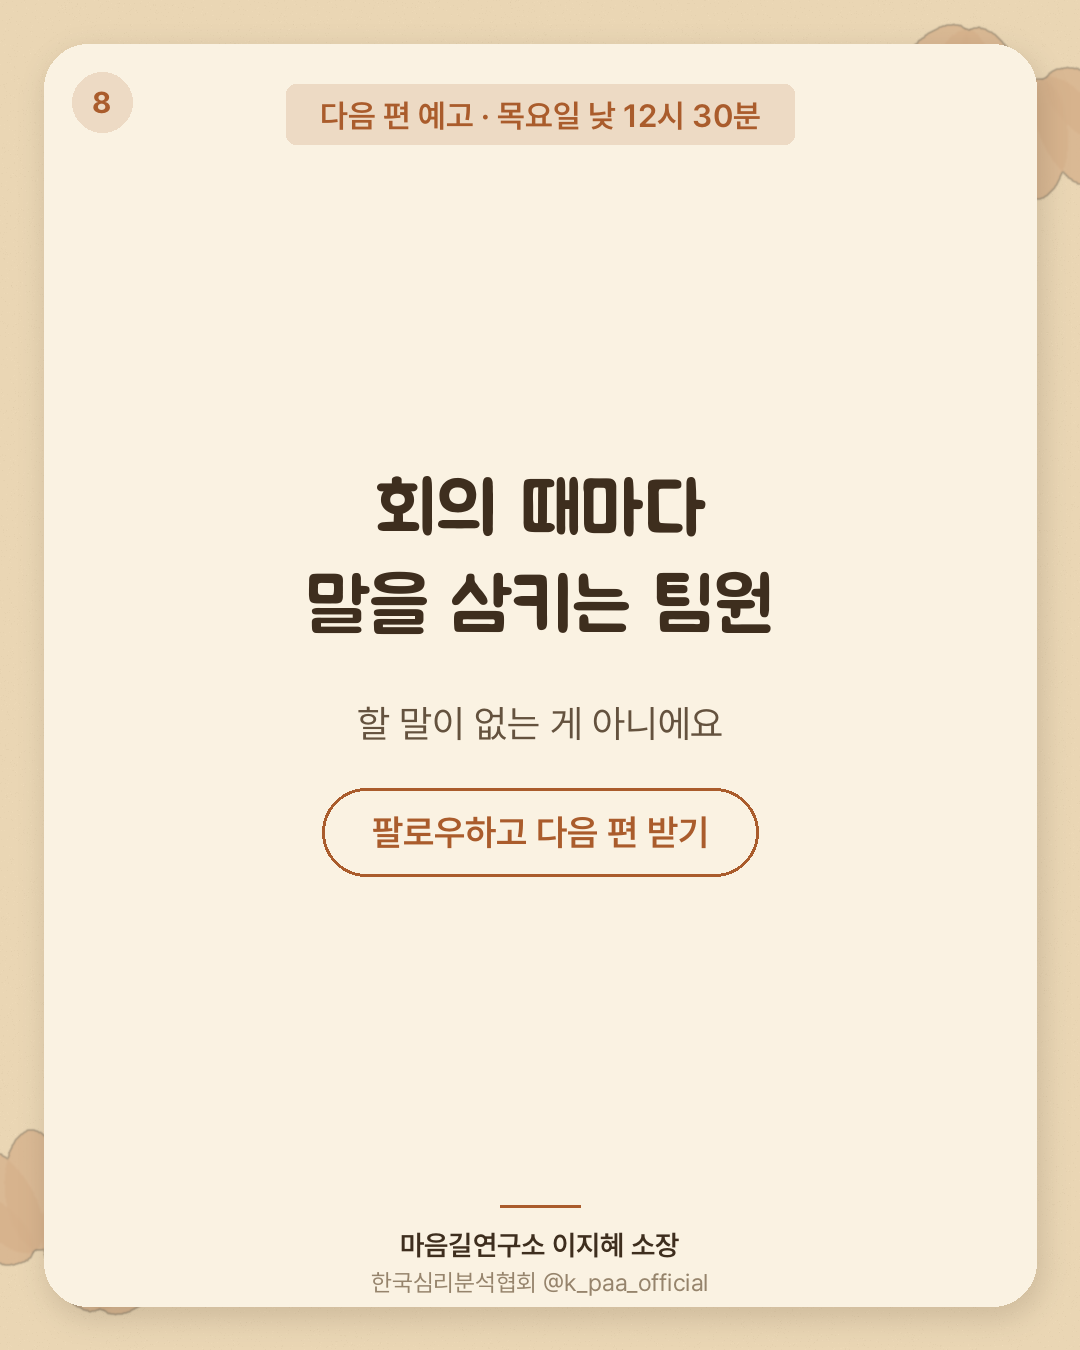 8
다음 편 예고 · 목요일 낮 12시 30분
회의 때마다
말을 삼키는 팀원
할 말이 없는 게 아니에요
팔로우하고 다음 편 받기
마음길연구소 이지혜 소장
한국심리분석협회 @k_paa_official